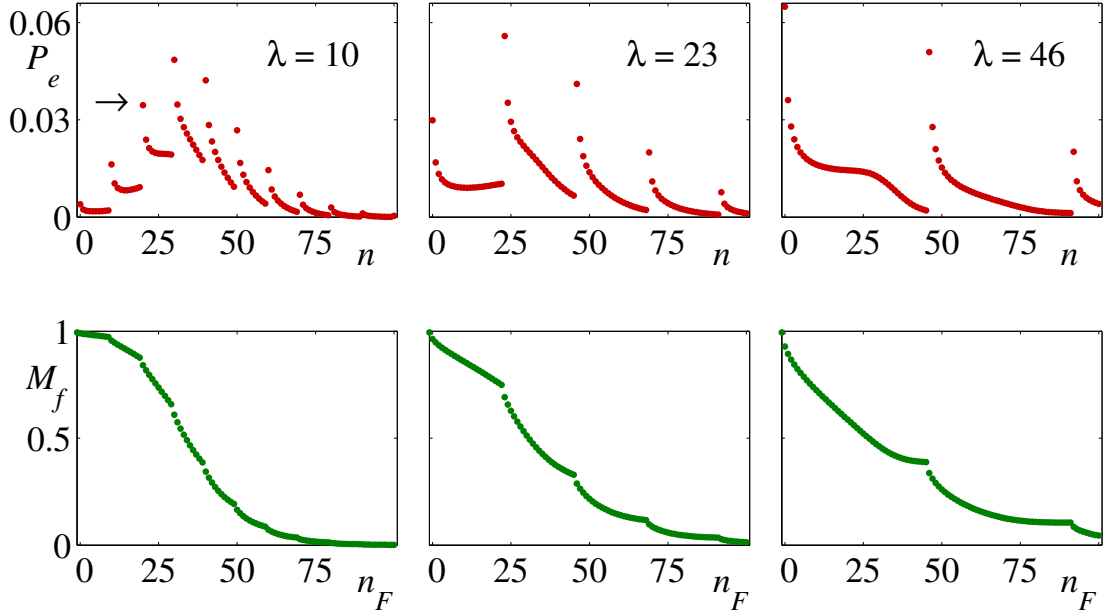 0.06
P_e
λ = 10
λ = 23
λ = 46
→
0.03
0
0 25 50 75 n
0 25 50 75 n
0 25 50 75 n
1
M_f
0.5
0
0 25 50 75 n_F
0 25 50 75 n_F
0 25 50 75 n_F